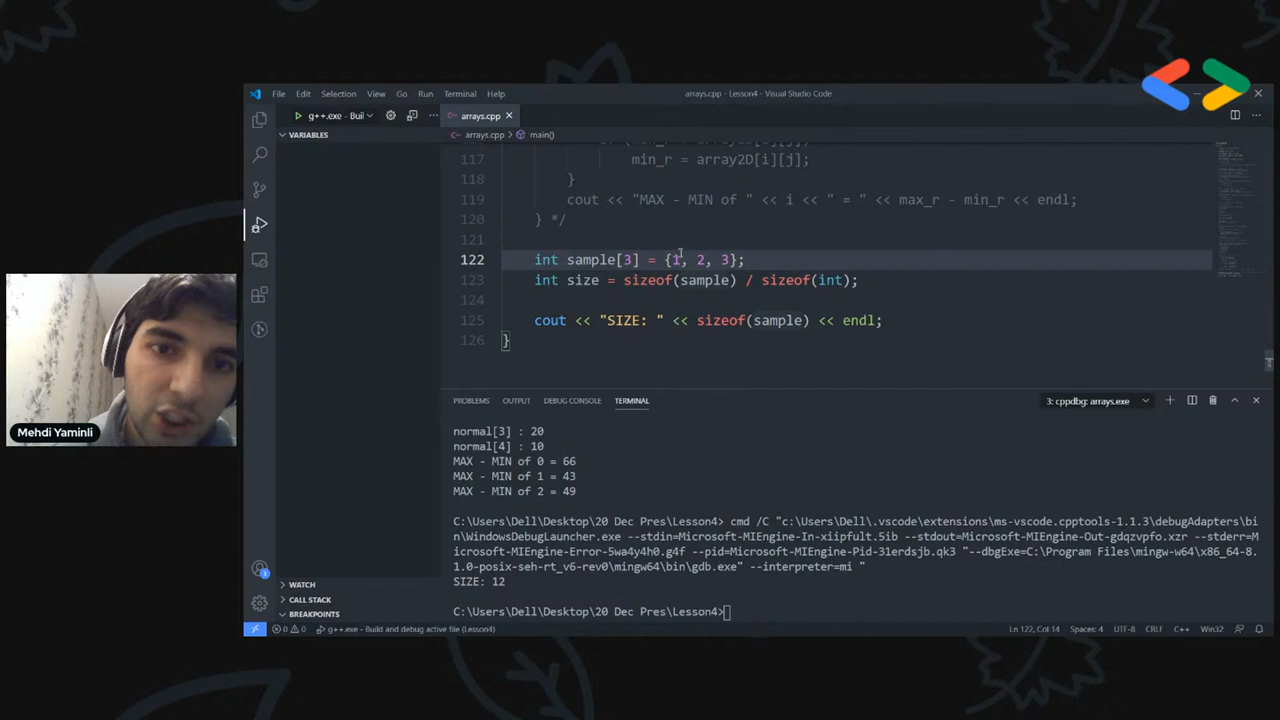 File Edit Selection View Go Run Terminal Help
arrays.cpp - Lesson4 - Visual Studio Code
g++.exe - Buil
arrays.cpp
VARIABLES
arrays.cpp > main()
117 min_r = array2D[i][j];
118 }
119 cout << "MAX - MIN of " << i << " = " << max_r - min_r << endl;
120 } */
121
122 int sample[3] = {1, 2, 3};
123 int size = sizeof(sample) / sizeof(int);
124
125 cout << "SIZE: " << sizeof(sample) << endl;
126 }
PROBLEMS OUTPUT DEBUG CONSOLE TERMINAL
3: cppdbg: arrays.exe
normal[3] : 20
normal[4] : 10
MAX - MIN of 0 = 66
MAX - MIN of 1 = 43
MAX - MIN of 2 = 49
C:\Users\Dell\Desktop\20 Dec Pres\Lesson4> cmd /C "c:\Users\Dell\.vscode\extensions\ms-vscode.cpptools-1.1.3\debugAdapters\bi
n\WindowsDebugLauncher.exe --stdin=Microsoft-MIEngine-In-xiipfult.5ib --stdout=Microsoft-MIEngine-Out-gdqzvpfo.xzr --stderr=M
icrosoft-MIEngine-Error-5wa4y4h0.g4f --pid=Microsoft-MIEngine-Pid-31erdsjb.qk3 "--dbgExe=C:\Program Files\mingw-w64\x86_64-8.
1.0-posix-seh-rt_v6-rev0\mingw64\bin\gdb.exe" --interpreter=mi "
SIZE: 12
C:\Users\Dell\Desktop\20 Dec Pres\Lesson4>
Mehdi Yaminli
1
WATCH
CALL STACK
BREAKPOINTS
0 0 g++.exe - Build and debug active file (Lesson4)
Ln 122, Col 14 Spaces: 4 UTF-8 CRLF C++ Win32